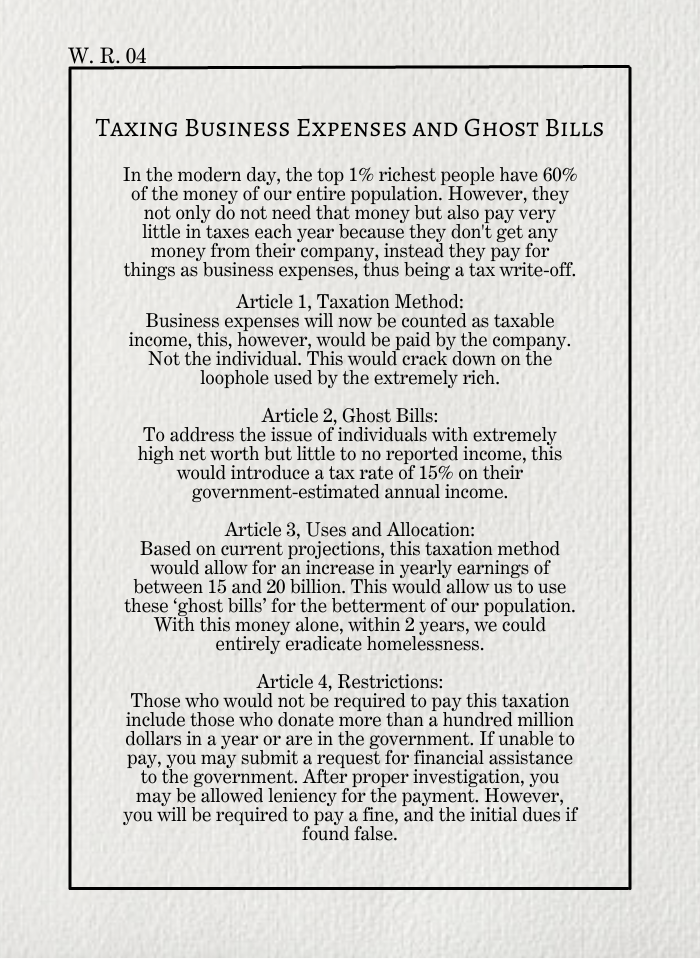 W. R. 04
Taxing Business Expenses and Ghost Bills
In the modern day, the top 1% richest people have 60%
of the money of our entire population. However, they
not only do not need that money but also pay very
little in taxes each year because they don't get any
money from their company, instead they pay for
things as business expenses, thus being a tax write-off.
Article 1, Taxation Method:
Business expenses will now be counted as taxable
income, this, however, would be paid by the company.
Not the individual. This would crack down on the
loophole used by the extremely rich.
Article 2, Ghost Bills:
To address the issue of individuals with extremely
high net worth but little to no reported income, this
would introduce a tax rate of 15% on their
government-estimated annual income.
Article 3, Uses and Allocation:
Based on current projections, this taxation method
would allow for an increase in yearly earnings of
between 15 and 20 billion. This would allow us to use
these ‘ghost bills’ for the betterment of our population.
With this money alone, within 2 years, we could
entirely eradicate homelessness.
Article 4, Restrictions:
Those who would not be required to pay this taxation
include those who donate more than a hundred million
dollars in a year or are in the government. If unable to
pay, you may submit a request for financial assistance
to the government. After proper investigation, you
may be allowed leniency for the payment. However,
you will be required to pay a fine, and the initial dues if
found false.